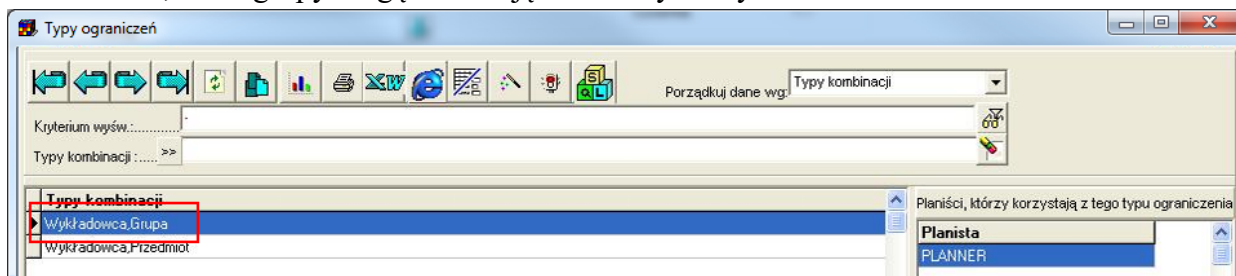 Typy ograniczeń
Porządkuj dane wg: Typy kombinacji
Kryterium wyśw.:............
Typy kombinacji :..... >>
Typy kombinacji
Wykładowca,Grupa
Wykładowca,Przedmiot
Planiści, którzy korzystają z tego typu ograniczenia
Planista
PLANNER